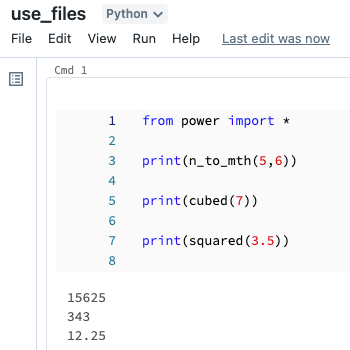 use_files Python
File Edit View Run Help Last edit was now
Cmd 1
1 from power import *
2
3 print(n_to_mth(5,6))
4
5 print(cubed(7))
6
7 print(squared(3.5))
8
15625
343
12.25